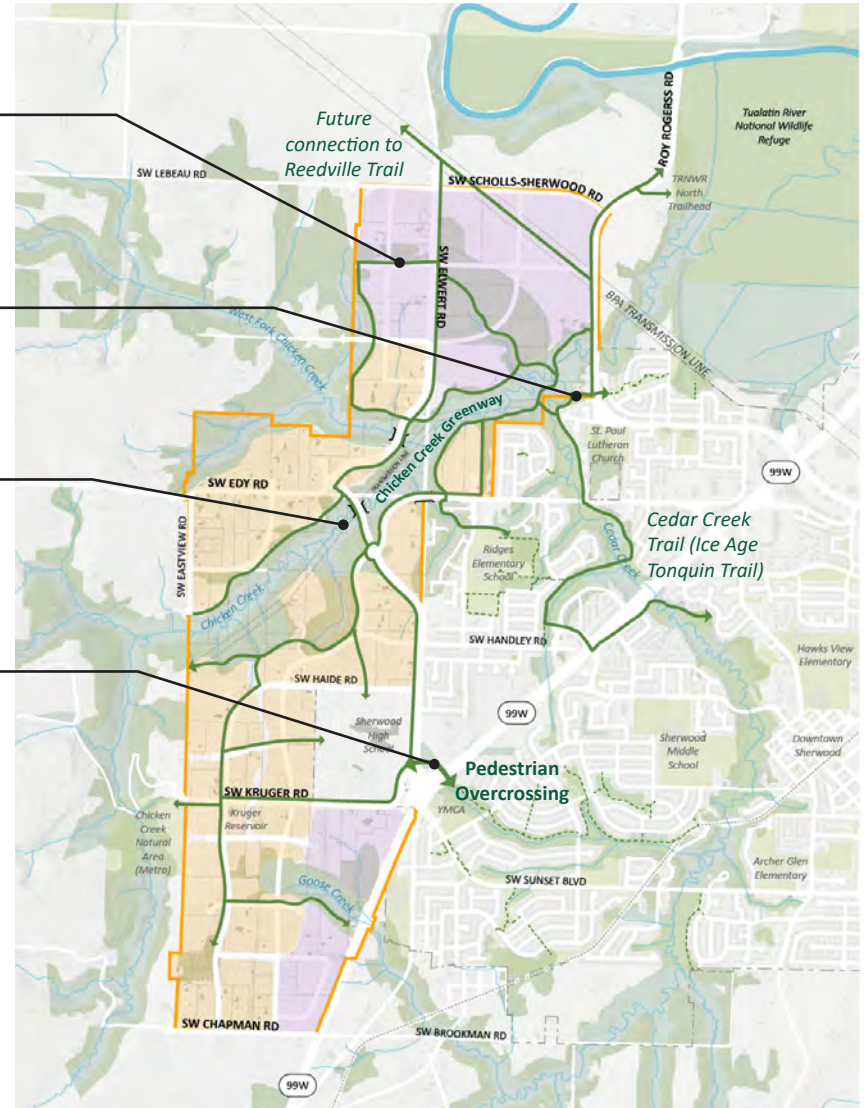 Future
connection to
Reedville Trail
ROY ROGERSS RD
Tualatin River
National Wildlife
Refuge
SW LEBEAU RD
SW SCHOLLS-SHERWOOD RD
TRNWR
North
Trailhead
SW ELWERT RD
BPA TRANSMISSION LINE
West Fork Chicken Creek
Chicken Creek Greenway
TRANSMISSION LINE
St. Paul
Lutheran
Church
99W
SW EDY RD
SW EASTVIEW RD
Cedar Creek
Cedar Creek
Trail (Ice Age
Tonquin Trail)
Ridges
Elementary
School
Chicken Creek
SW HANDLEY RD
Hawks View
Elementary
SW HAIDE RD
99W
Sherwood
High
School
Sherwood
Middle
School
Downtown
Sherwood
Pedestrian
Overcrossing
SW KRUGER RD
YMCA
Chicken
Creek
Natural
Area
(Metro)
Kruger
Reservoir
Archer Glen
Elementary
Goose Creek
SW SUNSET BLVD
SW CHAPMAN RD
SW BROOKMAN RD
99W